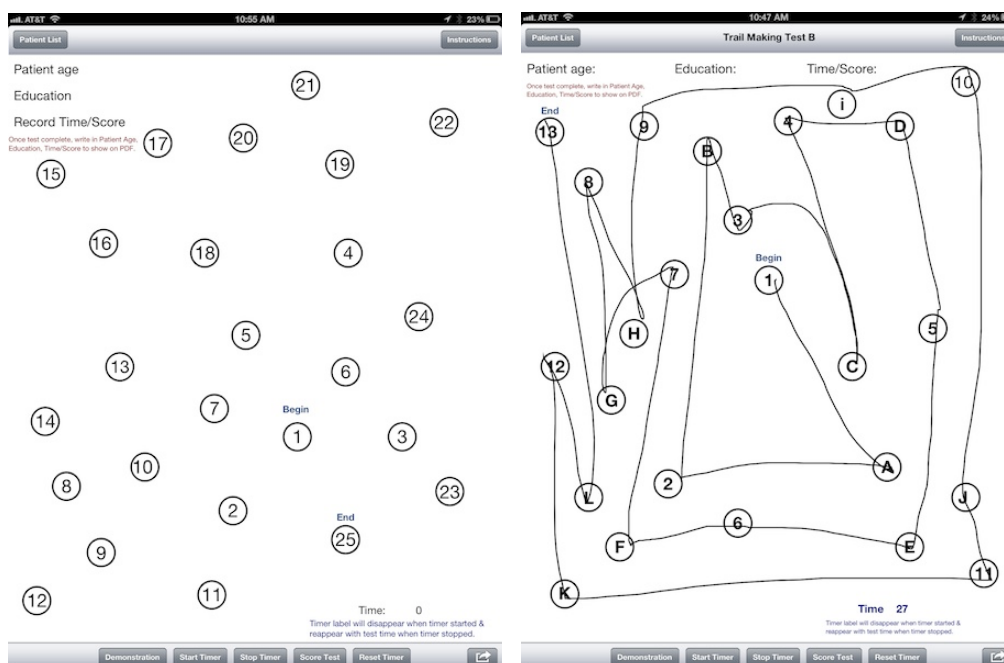 AT&T 10:55 AM 23%
Patient List Instructions
Patient age
Education
Record Time/Score
Once test complete, write in Patient Age,
Education, Time/Score to show on PDF.
21
22
20
17
19
15
16
18
4
24
5
13
6
7
Begin
14
1
3
10
8
23
2
End
25
9
11
12
Time: 0
Timer label will disappear when timer started &
reappear with test time when timer stopped.
Demonstration Start Timer Stop Timer Score Test Reset Timer
AT&T 10:47 AM 24%
Patient List Trail Making Test B Instructions
Patient age: Education: Time/Score:
Once test complete, write in Patient Age,
Education, Time/Score to show on PDF.
10
i
End
13
9
4
D
B
8
3
Begin
7
1
H
5
12
C
G
A
2
L
J
6
F
E
11
K
Time 27
Timer label will disappear when timer started &
reappear with test time when timer stopped.
Demonstration Start Timer Stop Timer Score Test Reset Timer